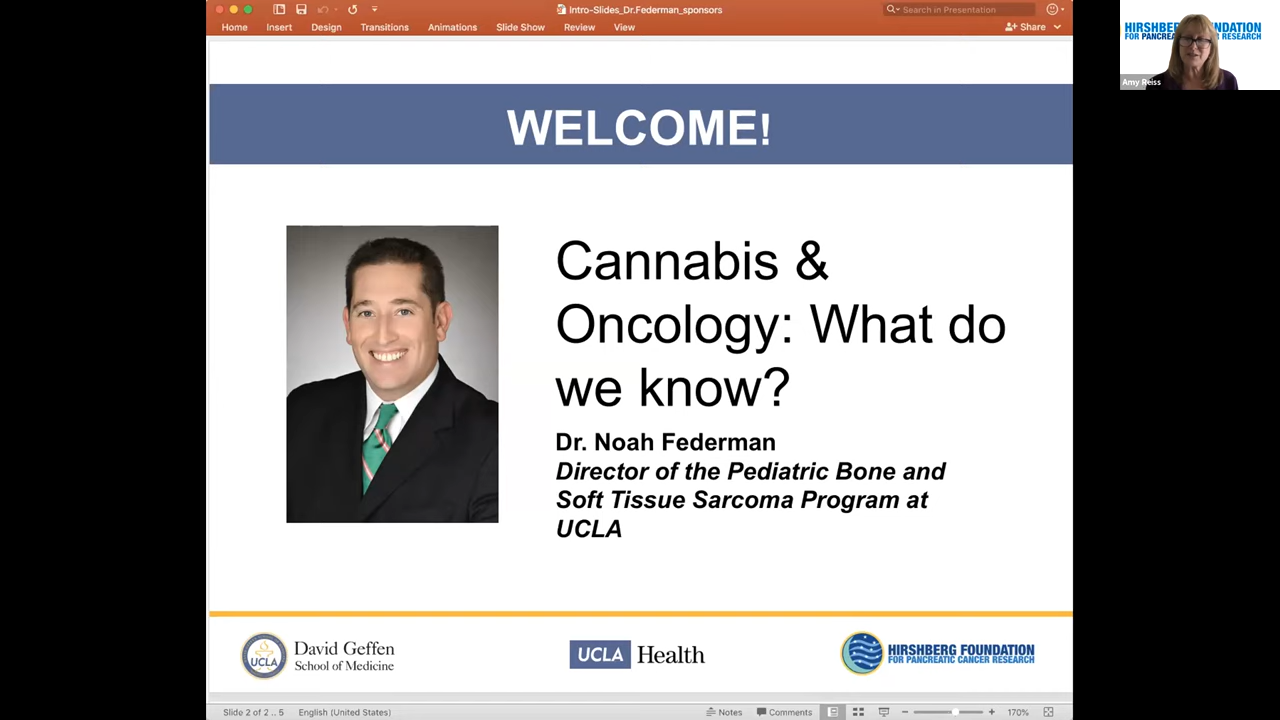 Intro-Slides_Dr.Federman_sponsors
Search in Presentation
Home Insert Design Transitions Animations Slide Show Review View Share
WELCOME!
Cannabis &
Oncology: What do
we know?
Dr. Noah Federman
Director of the Pediatric Bone and
Soft Tissue Sarcoma Program at
UCLA
UCLA
David Geffen
School of Medicine
UCLA Health
HIRSHBERG FOUNDATION
FOR PANCREATIC CANCER RESEARCH
Slide 2 of 2 .. 5 English (United States) Notes Comments 170%
Amy Reiss